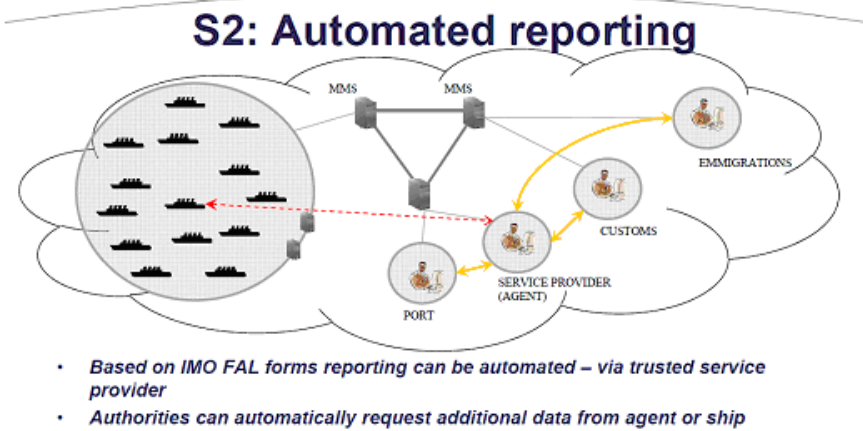 S2: Automated reporting
MMS
MMS
EMMIGRATIONS
CUSTOMS
SERVICE PROVIDER
(AGENT)
PORT
• Based on IMO FAL forms reporting can be automated – via trusted service
provider
• Authorities can automatically request additional data from agent or ship